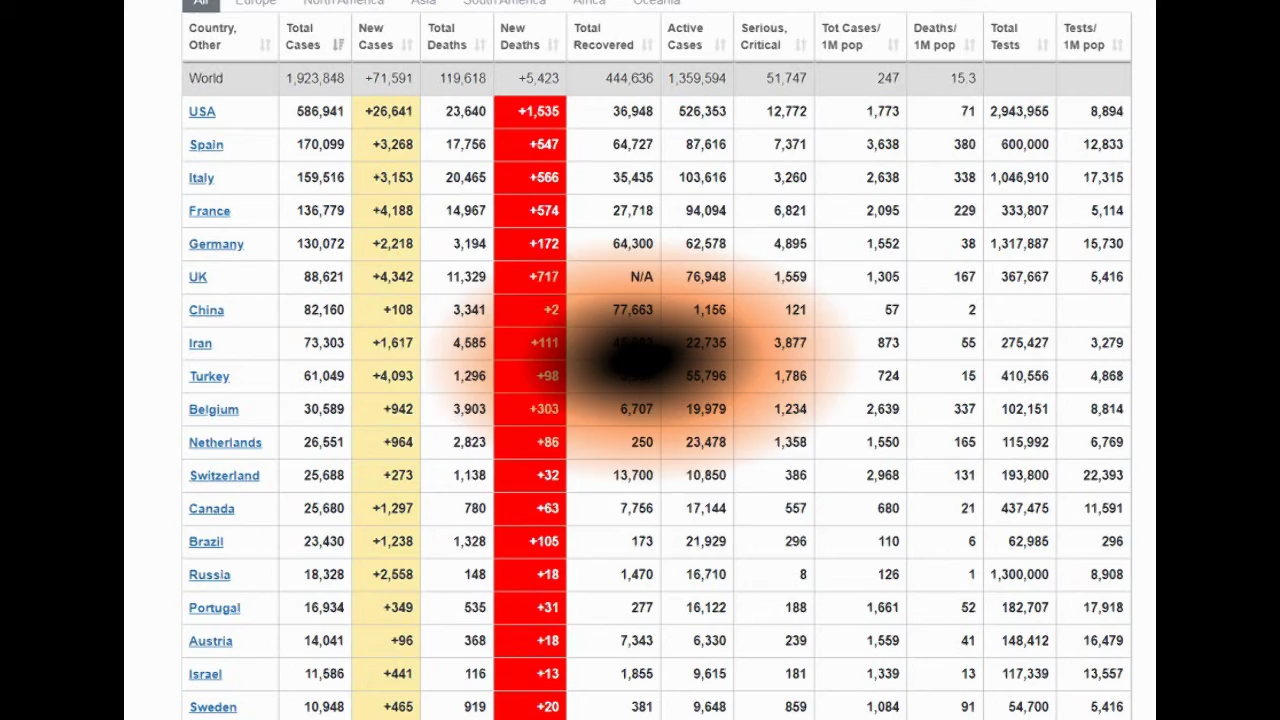 All Europe North America Asia South America Africa Oceania
Country, Other Total Cases New Cases Total Deaths New Deaths Total Recovered Active Cases Serious, Critical Tot Cases/ 1M pop Deaths/ 1M pop Total Tests Tests/ 1M pop
World 1,923,848 +71,591 119,618 +5,423 444,636 1,359,594 51,747 247 15.3
USA 586,941 +26,641 23,640 +1,535 36,948 526,353 12,772 1,773 71 2,943,955 8,894
Spain 170,099 +3,268 17,756 +547 64,727 87,616 7,371 3,638 380 600,000 12,833
Italy 159,516 +3,153 20,465 +566 35,435 103,616 3,260 2,638 338 1,046,910 17,315
France 136,779 +4,188 14,967 +574 27,718 94,094 6,821 2,095 229 333,807 5,114
Germany 130,072 +2,218 3,194 +172 64,300 62,578 4,895 1,552 38 1,317,887 15,730
UK 88,621 +4,342 11,329 +717 N/A 76,948 1,559 1,305 167 367,667 5,416
China 82,160 +108 3,341 +2 77,663 1,156 121 57 2
Iran 73,303 +1,617 4,585 +111 22,735 3,877 873 55 275,427 3,279
Turkey 61,049 +4,093 1,296 +98 55,796 1,786 724 15 410,556 4,868
Belgium 30,589 +942 3,903 +303 6,707 19,979 1,234 2,639 337 102,151 8,814
Netherlands 26,551 +964 2,823 +86 250 23,478 1,358 1,550 165 115,992 6,769
Switzerland 25,688 +273 1,138 +32 13,700 10,850 386 2,968 131 193,800 22,393
Canada 25,680 +1,297 780 +63 7,756 17,144 557 680 21 437,475 11,591
Brazil 23,430 +1,238 1,328 +105 173 21,929 296 110 6 62,985 296
Russia 18,328 +2,558 148 +18 1,470 16,710 8 126 1 1,300,000 8,908
Portugal 16,934 +349 535 +31 277 16,122 188 1,661 52 182,707 17,918
Austria 14,041 +96 368 +18 7,343 6,330 239 1,559 41 148,412 16,479
Israel 11,586 +441 116 +13 1,855 9,615 181 1,339 13 117,339 13,557
Sweden 10,948 +465 919 +20 381 9,648 859 1,084 91 54,700 5,416